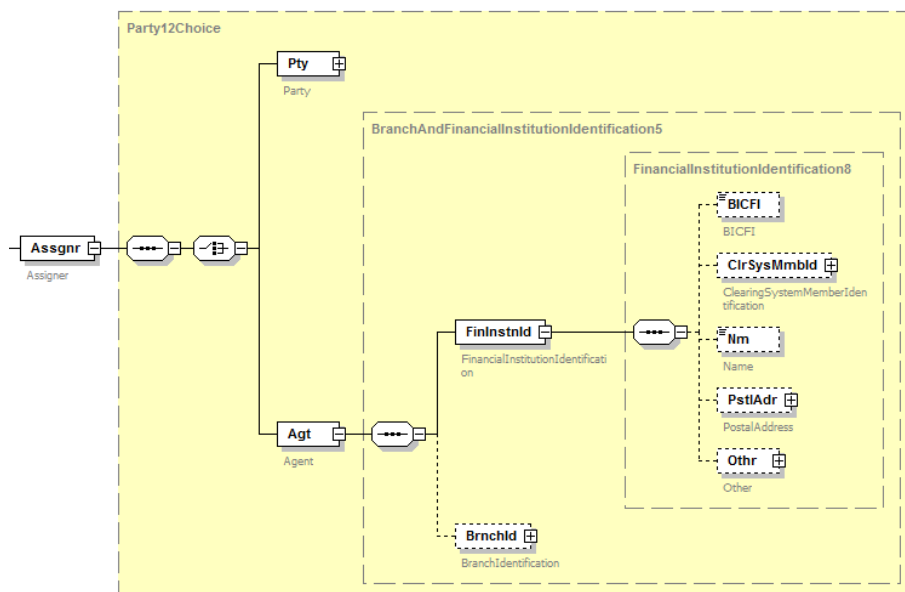 Party12Choice
Pty
Party
BranchAndFinancialInstitutionIdentification5
FinancialInstitutionIdentification8
BICFI
BICFI
Assgnr
Assigner
ClrSysMmbId
ClearingSystemMemberIden
tification
FinInstnId
FinancialInstitutionIdentificati
on
Nm
Name
PstlAdr
PostalAddress
Agt
Agent
Othr
Other
BrnchId
BranchIdentification